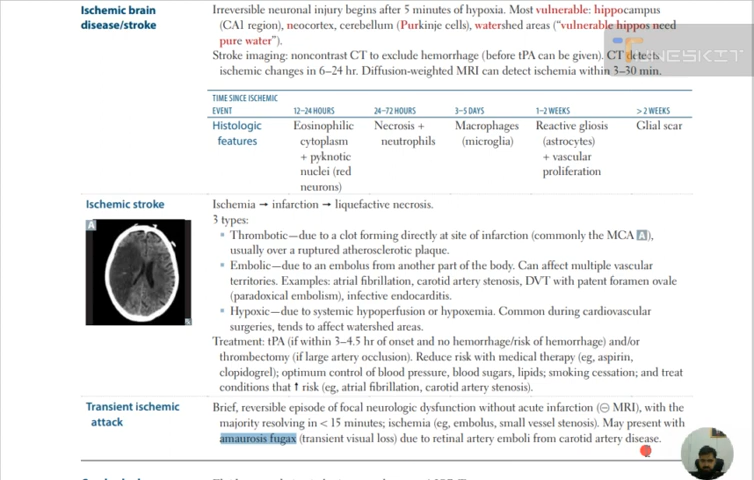 Ischemic brain
disease/stroke
Irreversible neuronal injury begins after 5 minutes of hypoxia. Most vulnerable: hippocampus
(CA1 region), neocortex, cerebellum (Purkinje cells), watershed areas (“vulnerable hippos need
pure water”).
Stroke imaging: noncontrast CT to exclude hemorrhage (before tPA can be given). CT detects
ischemic changes in 6–24 hr. Diffusion-weighted MRI can detect ischemia within 3–30 min.
TIME SINCE ISCHEMIC
EVENT 12–24 HOURS 24–72 HOURS 3–5 DAYS 1–2 WEEKS > 2 WEEKS
Histologic Eosinophilic Necrosis + Macrophages Reactive gliosis Glial scar
features cytoplasm neutrophils (microglia) (astrocytes)
+ pyknotic + vascular
nuclei (red proliferation
neurons)
Ischemic stroke
A
Ischemia → infarction → liquefactive necrosis.
3 types:
▪ Thrombotic—due to a clot forming directly at site of infarction (commonly the MCA A),
usually over a ruptured atherosclerotic plaque.
▪ Embolic—due to an embolus from another part of the body. Can affect multiple vascular
territories. Examples: atrial fibrillation, carotid artery stenosis, DVT with patent foramen ovale
(paradoxical embolism), infective endocarditis.
▪ Hypoxic—due to systemic hypoperfusion or hypoxemia. Common during cardiovascular
surgeries, tends to affect watershed areas.
Treatment: tPA (if within 3–4.5 hr of onset and no hemorrhage/risk of hemorrhage) and/or
thrombectomy (if large artery occlusion). Reduce risk with medical therapy (eg, aspirin,
clopidogrel); optimum control of blood pressure, blood sugars, lipids; smoking cessation; and treat
conditions that ↑ risk (eg, atrial fibrillation, carotid artery stenosis).
Transient ischemic
attack
Brief, reversible episode of focal neurologic dysfunction without acute infarction (⊖ MRI), with the
majority resolving in < 15 minutes; ischemia (eg, embolus, small vessel stenosis). May present with
amaurosis fugax (transient visual loss) due to retinal artery emboli from carotid artery disease.